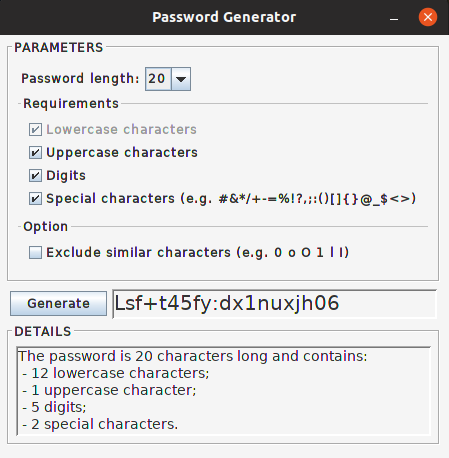 Password Generator
PARAMETERS
Password length: 20
Requirements
Lowercase characters
Uppercase characters
Digits
Special characters (e.g. #&*/+-=%!?,;:()[]{}@_$<>)
Option
Exclude similar characters (e.g. 0 o O 1 l I)
Generate Lsf+t45fy:dx1nuxjh06
DETAILS
The password is 20 characters long and contains:
- 12 lowercase characters;
- 1 uppercase character;
- 5 digits;
- 2 special characters.